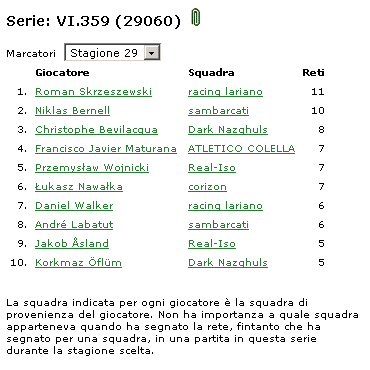 Serie: VI.359 (29060)
Marcatori Stagione 29
Giocatore Squadra Reti
1. Roman Skrzeszewski racing lariano 11
2. Niklas Bernell sambarcati 10
3. Christophe Bevilacqua Dark Nazghuls 8
4. Francisco Javier Maturana ATLETICO COLELLA 7
5. Przemysław Wojnicki Real-Iso 7
6. Łukasz Nawałka corizon 7
7. Daniel Walker racing lariano 6
8. André Labatut sambarcati 6
9. Jakob Åsland Real-Iso 5
10. Korkmaz Öflüm Dark Nazghuls 5
La squadra indicata per ogni giocatore è la squadra di
provenienza del giocatore. Non ha importanza a quale squadra
apparteneva quando ha segnato la rete, fintanto che ha
segnato per una squadra, in una partita in questa serie
durante la stagione scelta.